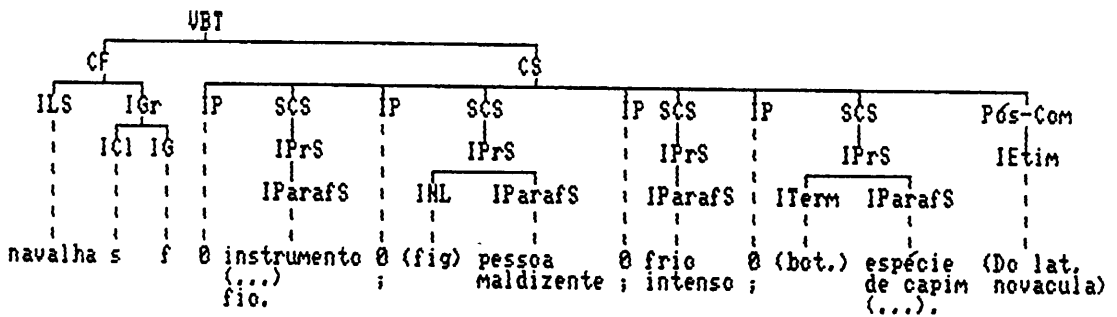 VBT
CF CS
ILS IGr IP SCS IP SCS IP SCS IP SCS Pós-Com
ICl IG IPrS IPrS IPrS IPrS IEtim
IParafS INL IParafS IParafS ITerm IParafS
navalha s f 0 instrumento 0 (fig) pessoa 0 frio 0 (bot.) espécie (Do lat.
(...) ; maldizente ; intenso ; de capim novacula)
fio. (...).